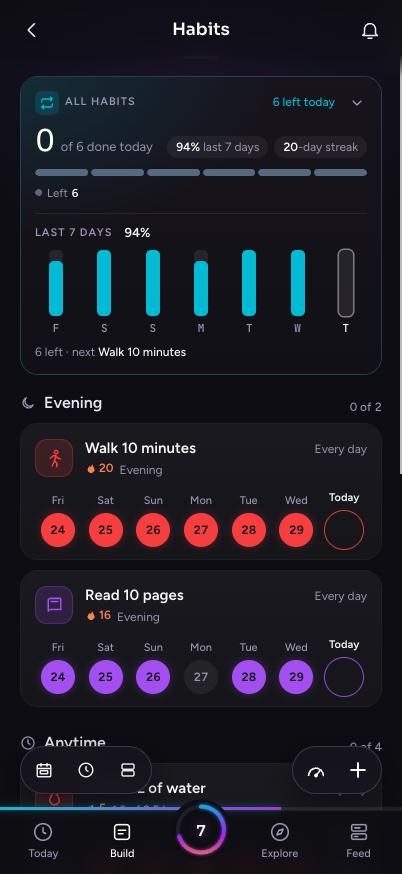 Habits
ALL HABITS
6 left today
0 of 6 done today
94% last 7 days
20-day streak
Left 6
LAST 7 DAYS 94%
F S S M T W T
6 left · next Walk 10 minutes
Evening
0 of 2
Walk 10 minutes
Every day
20 Evening
Fri Sat Sun Mon Tue Wed Today
24 25 26 27 28 29
Read 10 pages
Every day
16 Evening
Fri Sat Sun Mon Tue Wed Today
24 25 26 27 28 29
Anytime
of 4
of water
7
Today Build Explore Feed